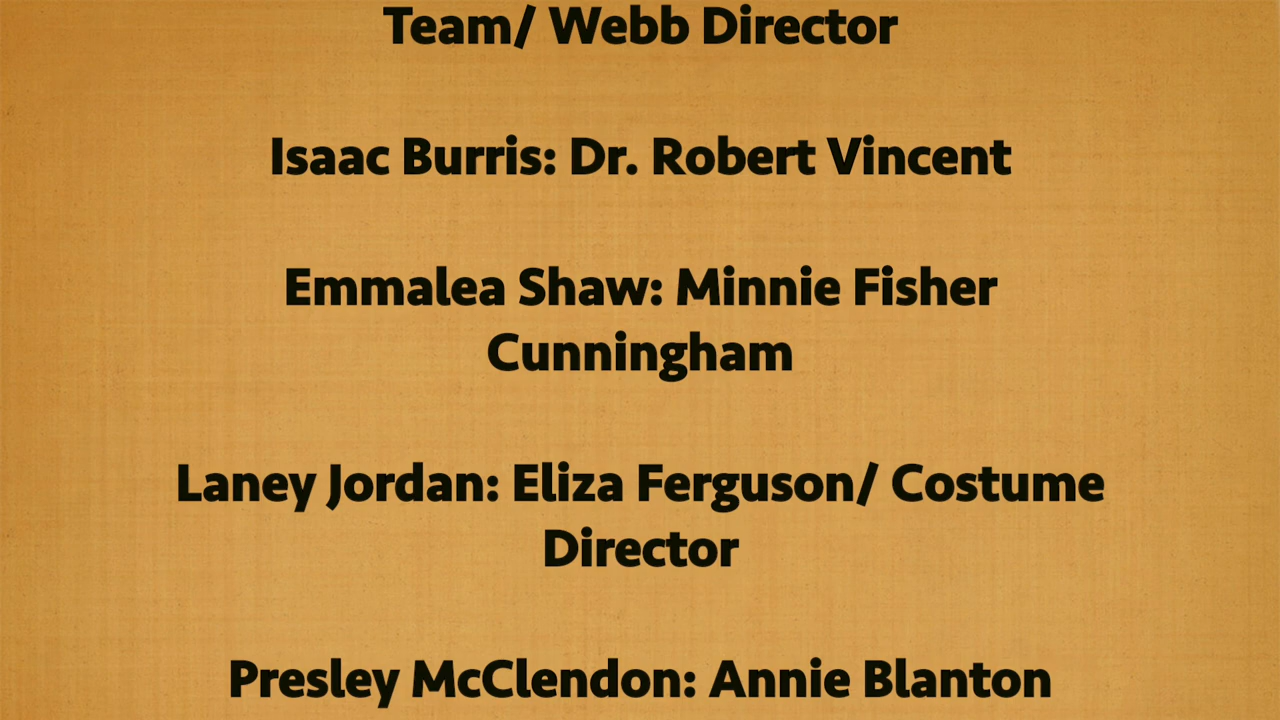 Team/ Webb Director
Isaac Burris: Dr. Robert Vincent
Emmalea Shaw: Minnie Fisher
Cunningham
Laney Jordan: Eliza Ferguson/ Costume
Director
Presley McClendon: Annie Blanton